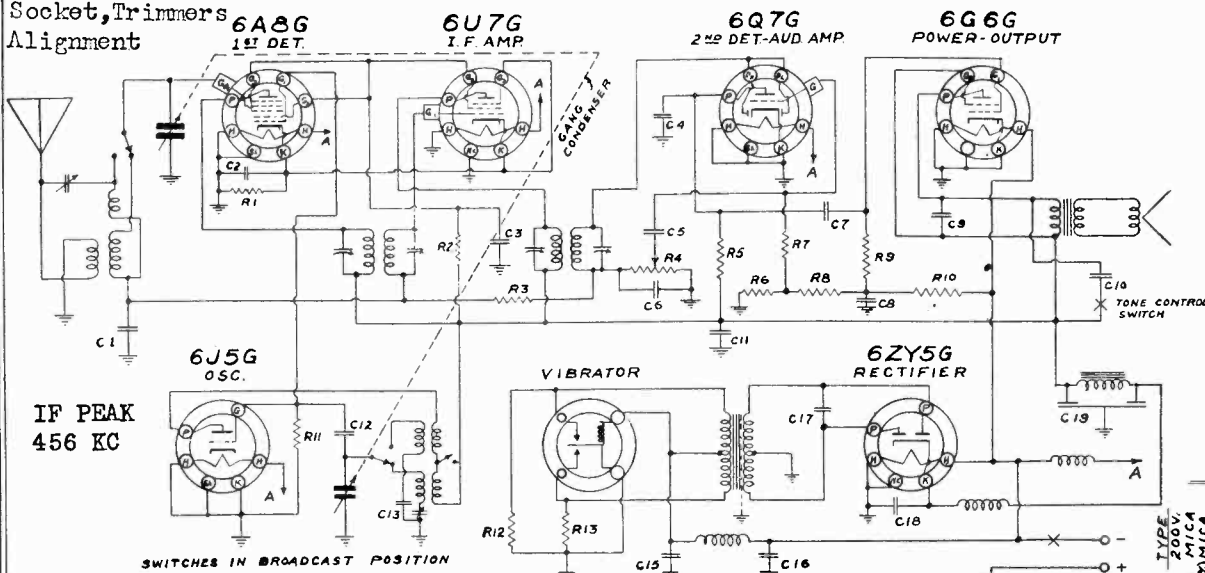 Socket,Trimmers
Alignment
6A8G
1ST DET.
6U7G
I.F. AMP.
6Q7G
2ND DET-AUD. AMP.
6G6G
POWER-OUTPUT
GANG CONDENSER
C2
R1
A
A
C4
A
C7
C9
C3
R2
C5
R4
R5
R7
R9
R3
C6
R6
R8
C8
R10
C10
TONE CONTROL
SWITCH
C1
C11
6J5G
OSC.
VIBRATOR
6ZY5G
RECTIFIER
IF PEAK
456 KC
R11
C12
C13
A
C17
C19
A
C18
R12
R13
C15
C16
SWITCHES IN BROADCAST POSITION
-
+
TYPE
200V.
MICA
MICA